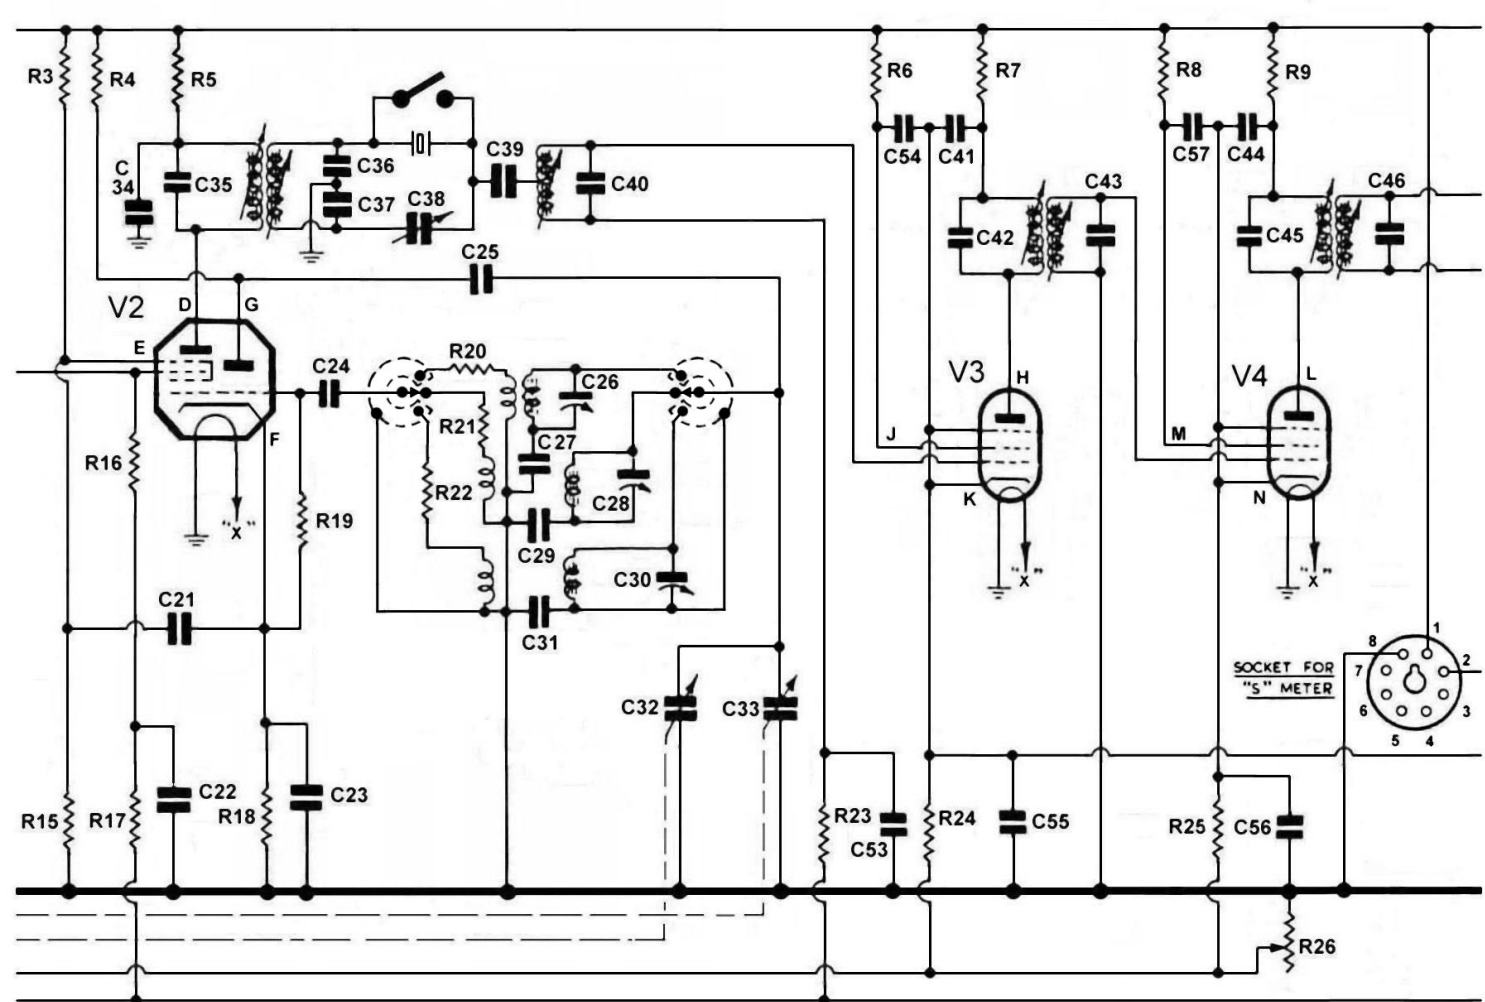 R3
R4
R5
R6
R7
R8
R9
C
34
C35
C36
C37
C38
C39
C40
C54
C41
C57
C44
C42
C43
C45
C46
C25
V2
D
G
E
F
C24
R20
C26
R21
C27
R22
C28
C29
C30
C31
R16
"X"
R19
C21
V3
H
J
K
"X"
V4
L
M
N
"X"
C32
C33
SOCKET FOR
"S" METER
1
2
3
4
5
6
7
8
R15
R17
C22
R18
C23
R23
C53
R24
C55
R25
C56
R26